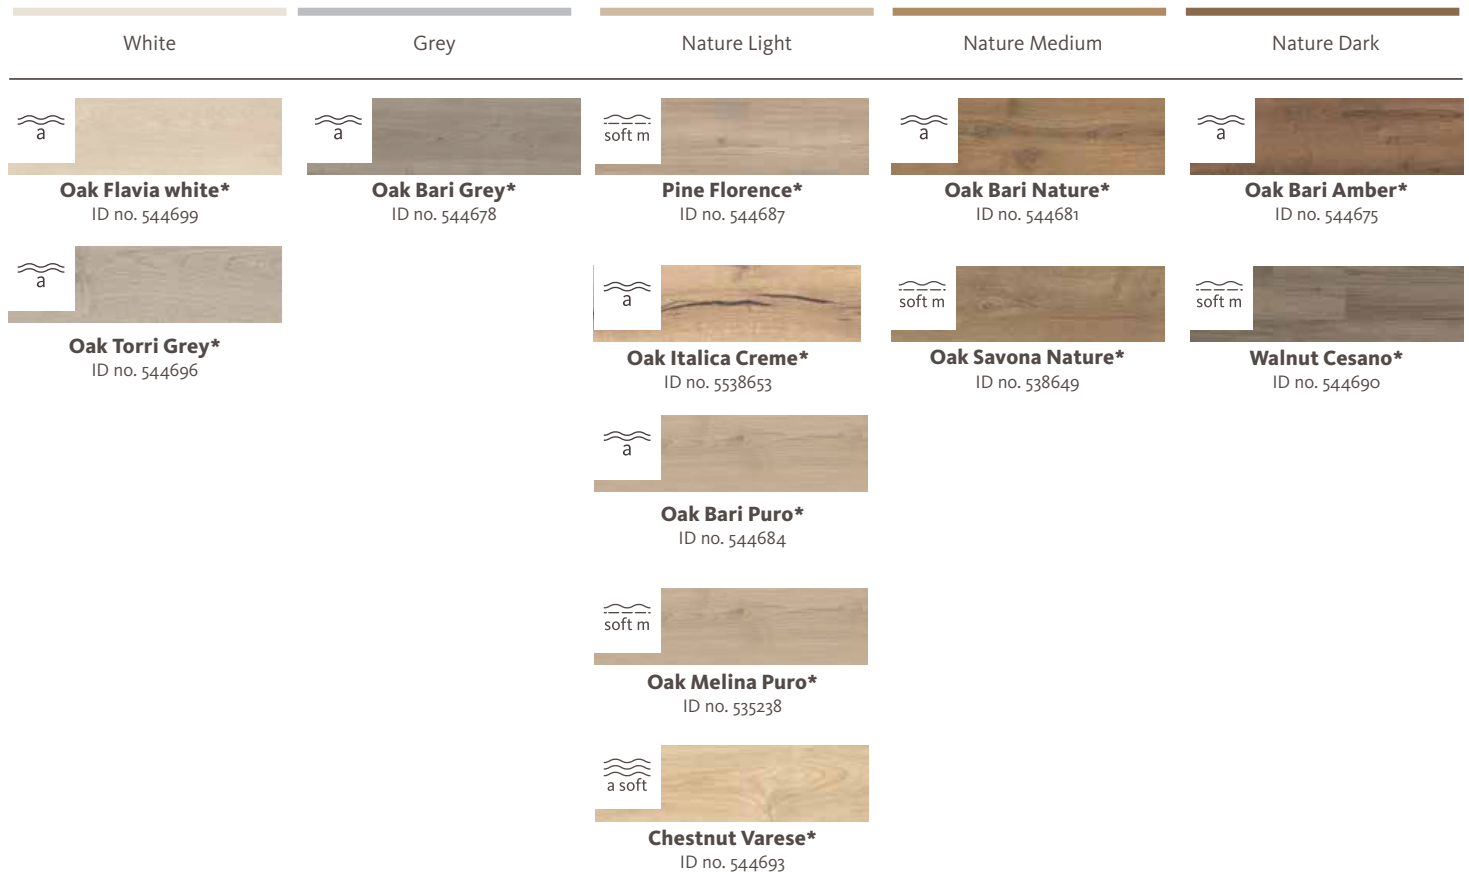 White
Grey
Nature Light
Nature Medium
Nature Dark
a
Oak Flavia white*
ID no. 544699
a
Oak Bari Grey*
ID no. 544678
soft m
Pine Florence*
ID no. 544687
a
Oak Bari Nature*
ID no. 544681
a
Oak Bari Amber*
ID no. 544675
a
Oak Torri Grey*
ID no. 544696
a
Oak Italica Creme*
ID no. 5538653
soft m
Oak Savona Nature*
ID no. 538649
soft m
Walnut Cesano*
ID no. 544690
a
Oak Bari Puro*
ID no. 544684
soft m
Oak Melina Puro*
ID no. 535238
a soft
Chestnut Varese*
ID no. 544693